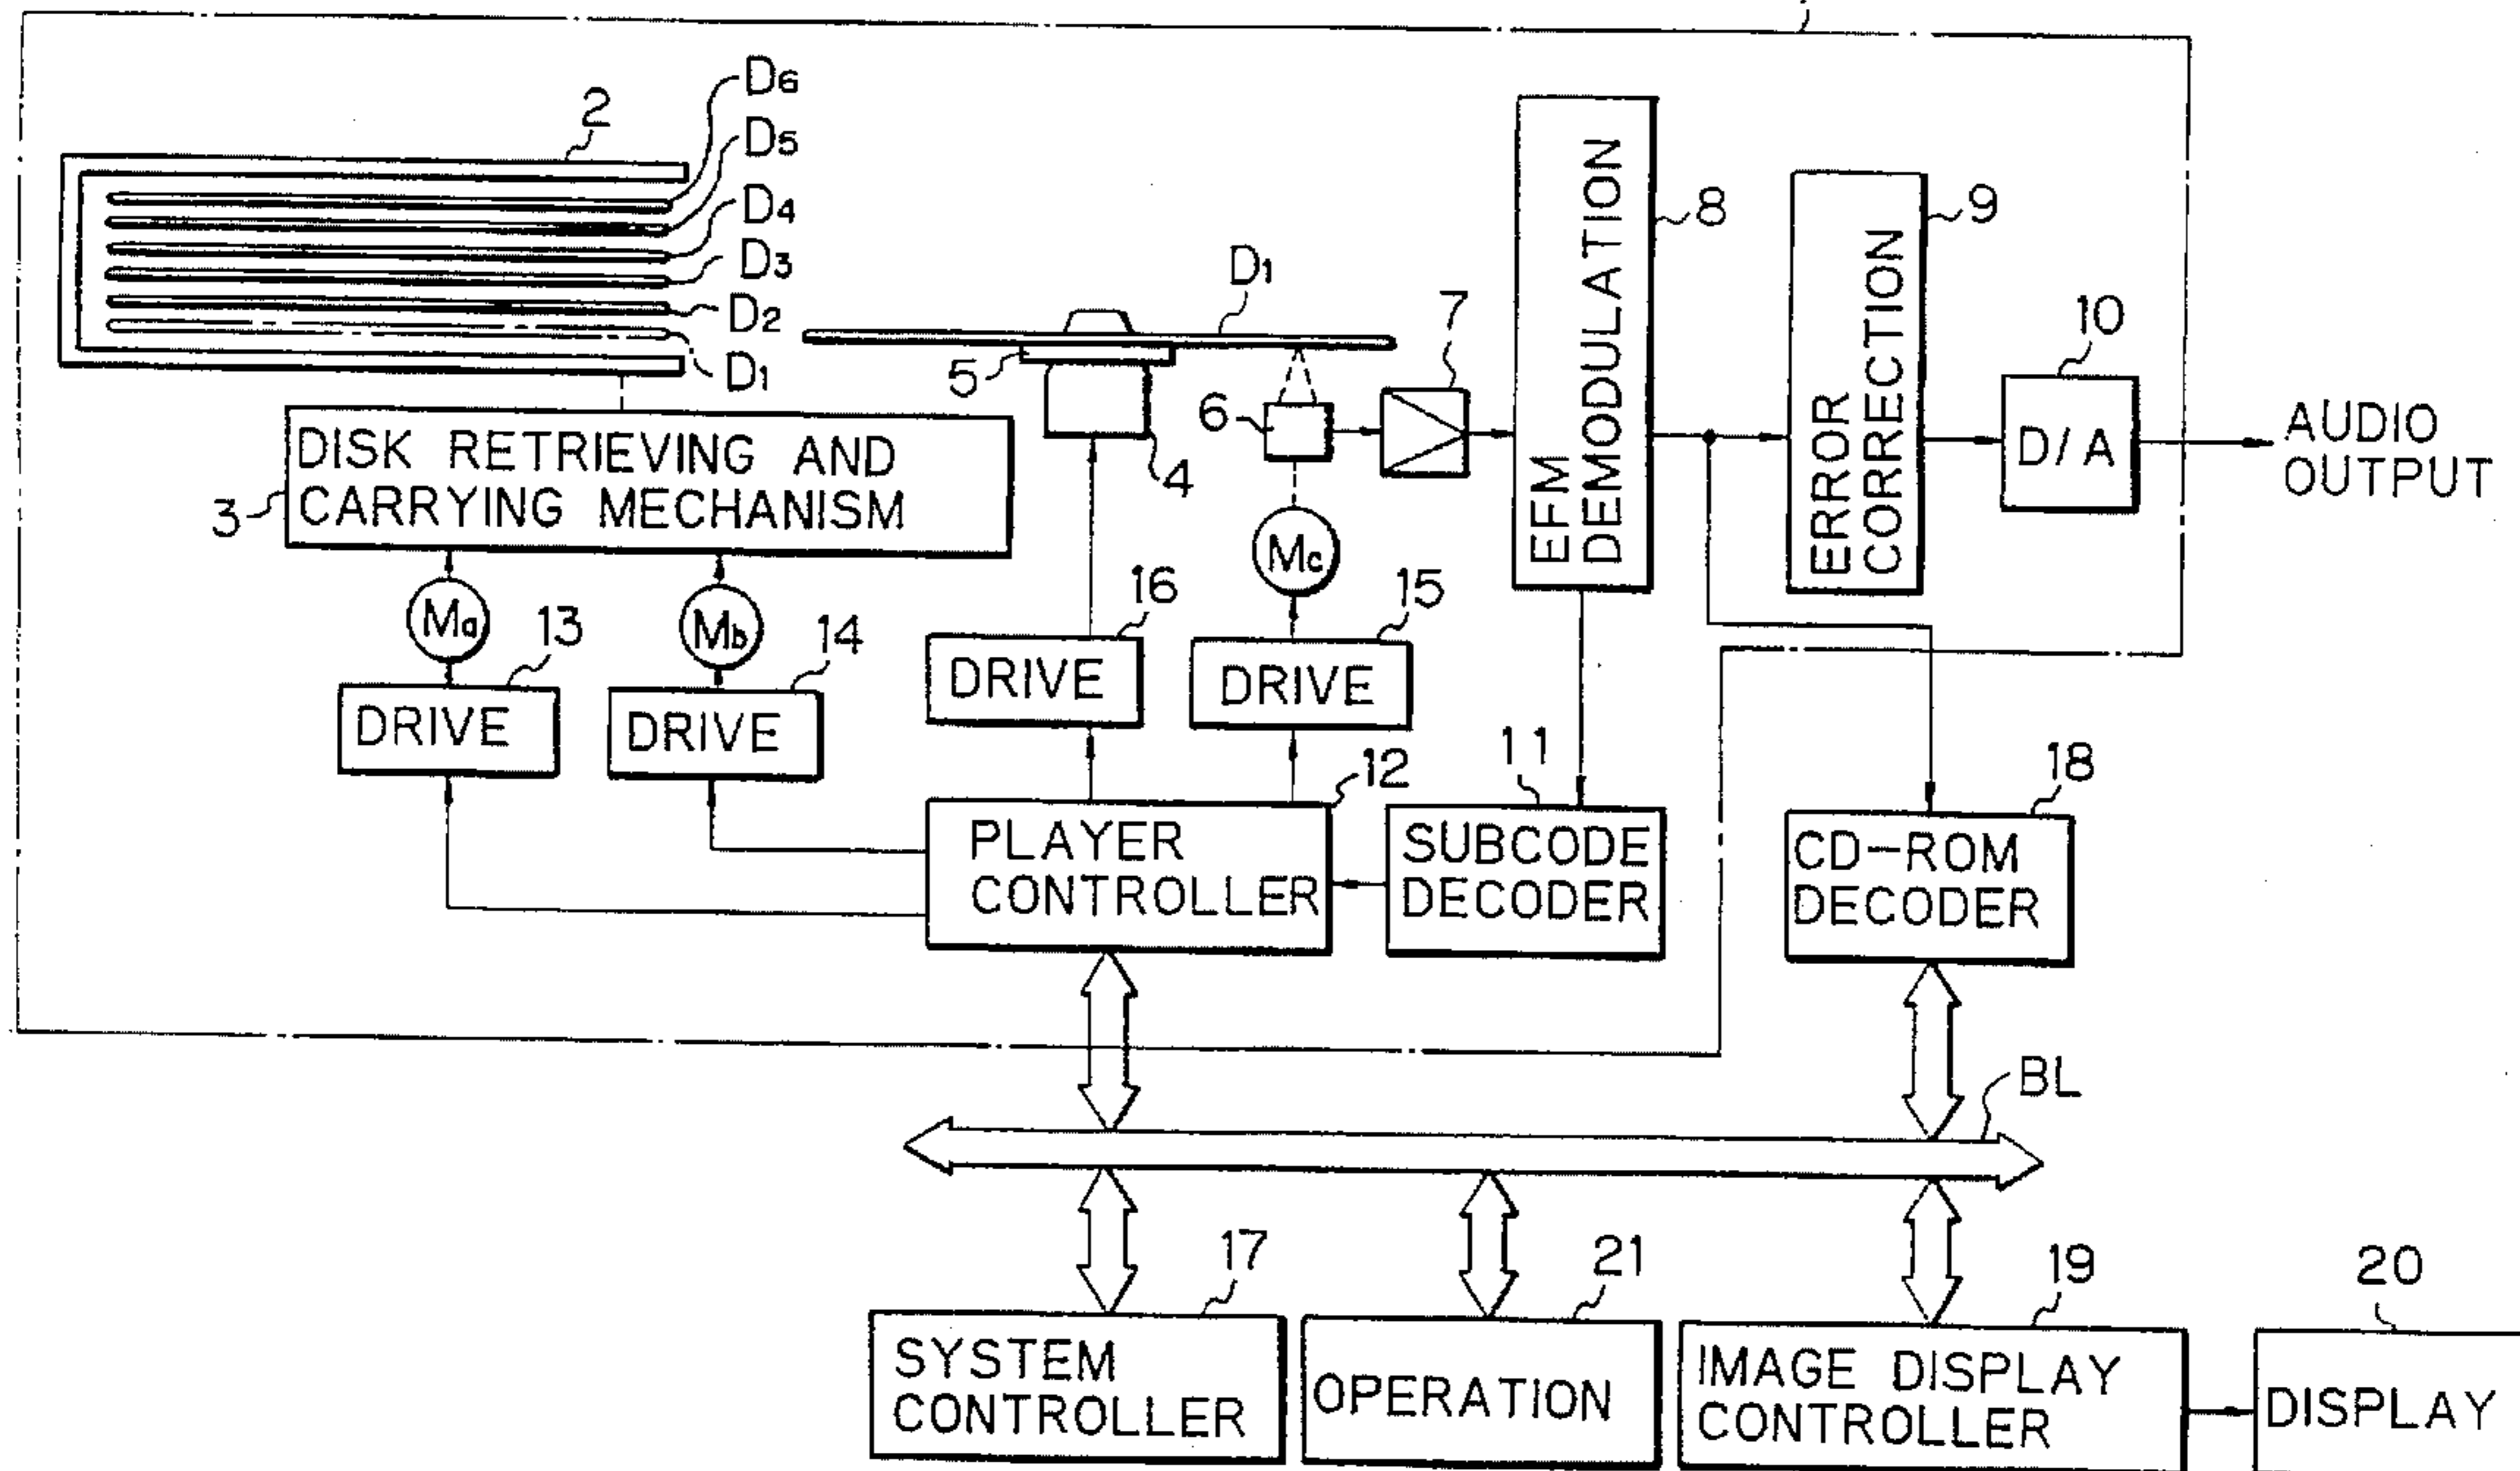 D6
2
D5
D4
D3
D2
D1
D1
5
4
6
7
EFM
DEMODULATION
8
ERROR
CORRECTION
9
10
D/A
AUDIO
OUTPUT
DISK RETRIEVING AND
CARRYING MECHANISM
3
Ma
13
Mb
14
16
Mc
15
DRIVE
DRIVE
DRIVE
DRIVE
12
PLAYER
CONTROLLER
11
SUBCODE
DECODER
18
CD-ROM
DECODER
BL
17
SYSTEM
CONTROLLER
21
OPERATION
19
IMAGE DISPLAY
CONTROLLER
20
DISPLAY